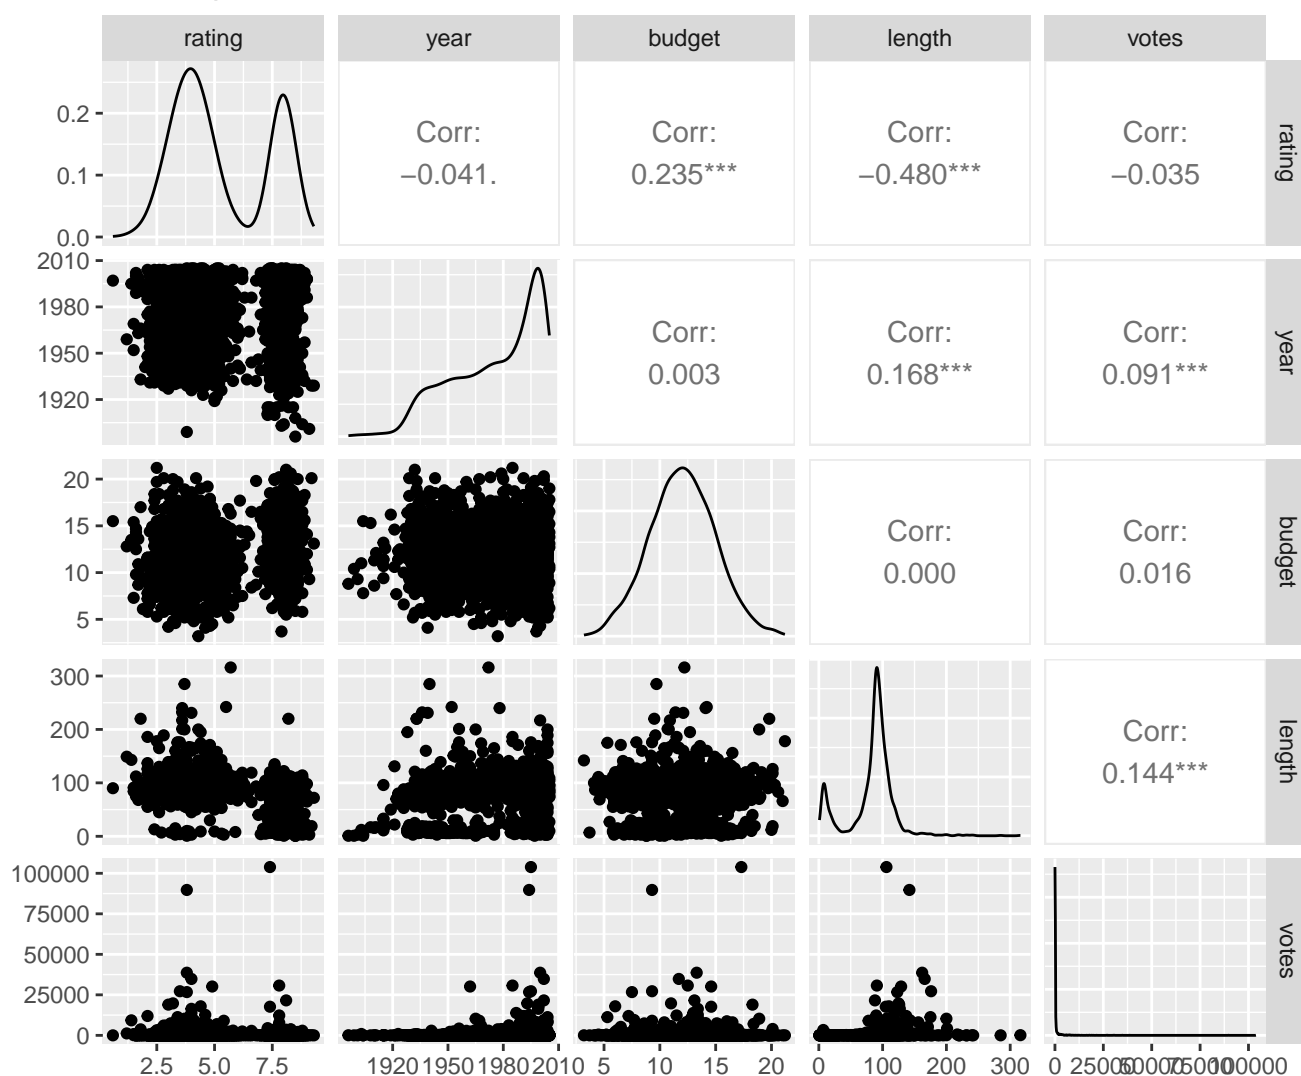 rating year budget length votes
0.2
0.1
0.0
Corr:
−0.041.
Corr:
0.235***
Corr:
−0.480***
Corr:
−0.035
rating
2010
1980
1950
1920
Corr:
0.003
Corr:
0.168***
Corr:
0.091***
year
20
15
10
5
Corr:
0.000
Corr:
0.016
budget
300
200
100
0
Corr:
0.144***
length
100000
75000
50000
25000
0
votes
2.5 5.0 7.5 1920 1950 1980 2010 5 10 15 20 0 100 200 300 0 25000 50000 75000 100000